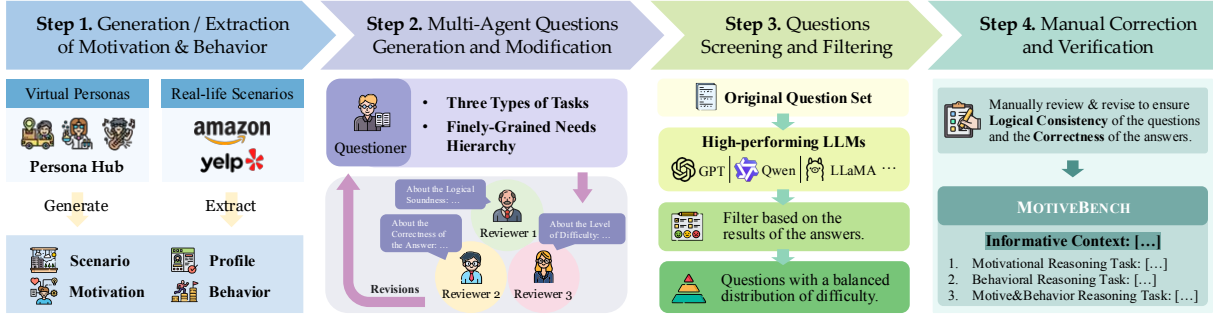 Step 1. Generation / Extraction
of Motivation & Behavior
Virtual Personas
Real-life Scenarios
Persona Hub
amazon
yelp
Generate
Extract
Scenario
Profile
Motivation
Behavior
Step 2. Multi-Agent Questions
Generation and Modification
Questioner
• Three Types of Tasks
• Finely-Grained Needs
Hierarchy
About the Logical
Soundness: ...
Reviewer 1
About the
Correctness of
the Answer: ...
About the Level
of Difficulty: ...
Reviewer 2
Reviewer 3
Revisions
Step 3. Questions
Screening and Filtering
Original Question Set
High-performing LLMs
GPT | Qwen | LLaMA ...
Filter based on the
results of the answers.
Questions with a balanced
distribution of difficulty.
Step 4. Manual Correction
and Verification
Manually review & revise to ensure
Logical Consistency of the questions
and the Correctness of the answers.
MOTIVEBENCH
Informative Context: [...]
1. Motivational Reasoning Task: [...]
2. Behavioral Reasoning Task: [...]
3. Motive&Behavior Reasoning Task: [...]